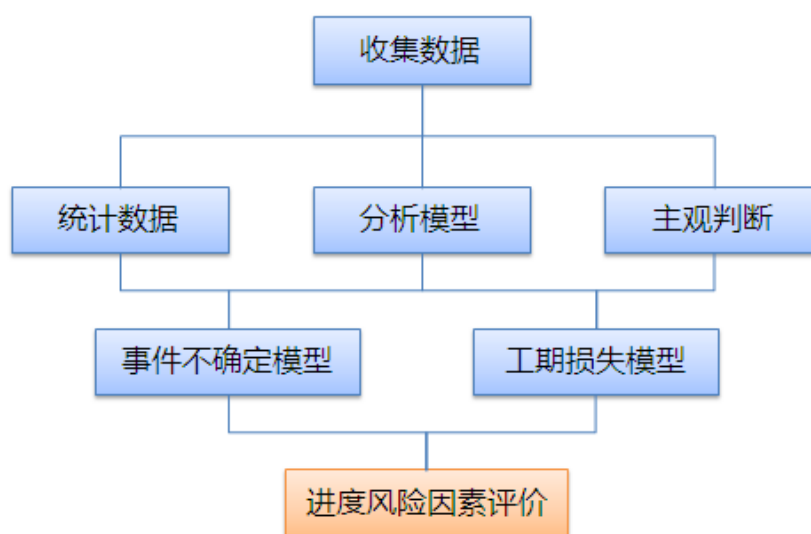 收集数据
统计数据
分析模型
主观判断
事件不确定模型
工期损失模型
进度风险因素评价